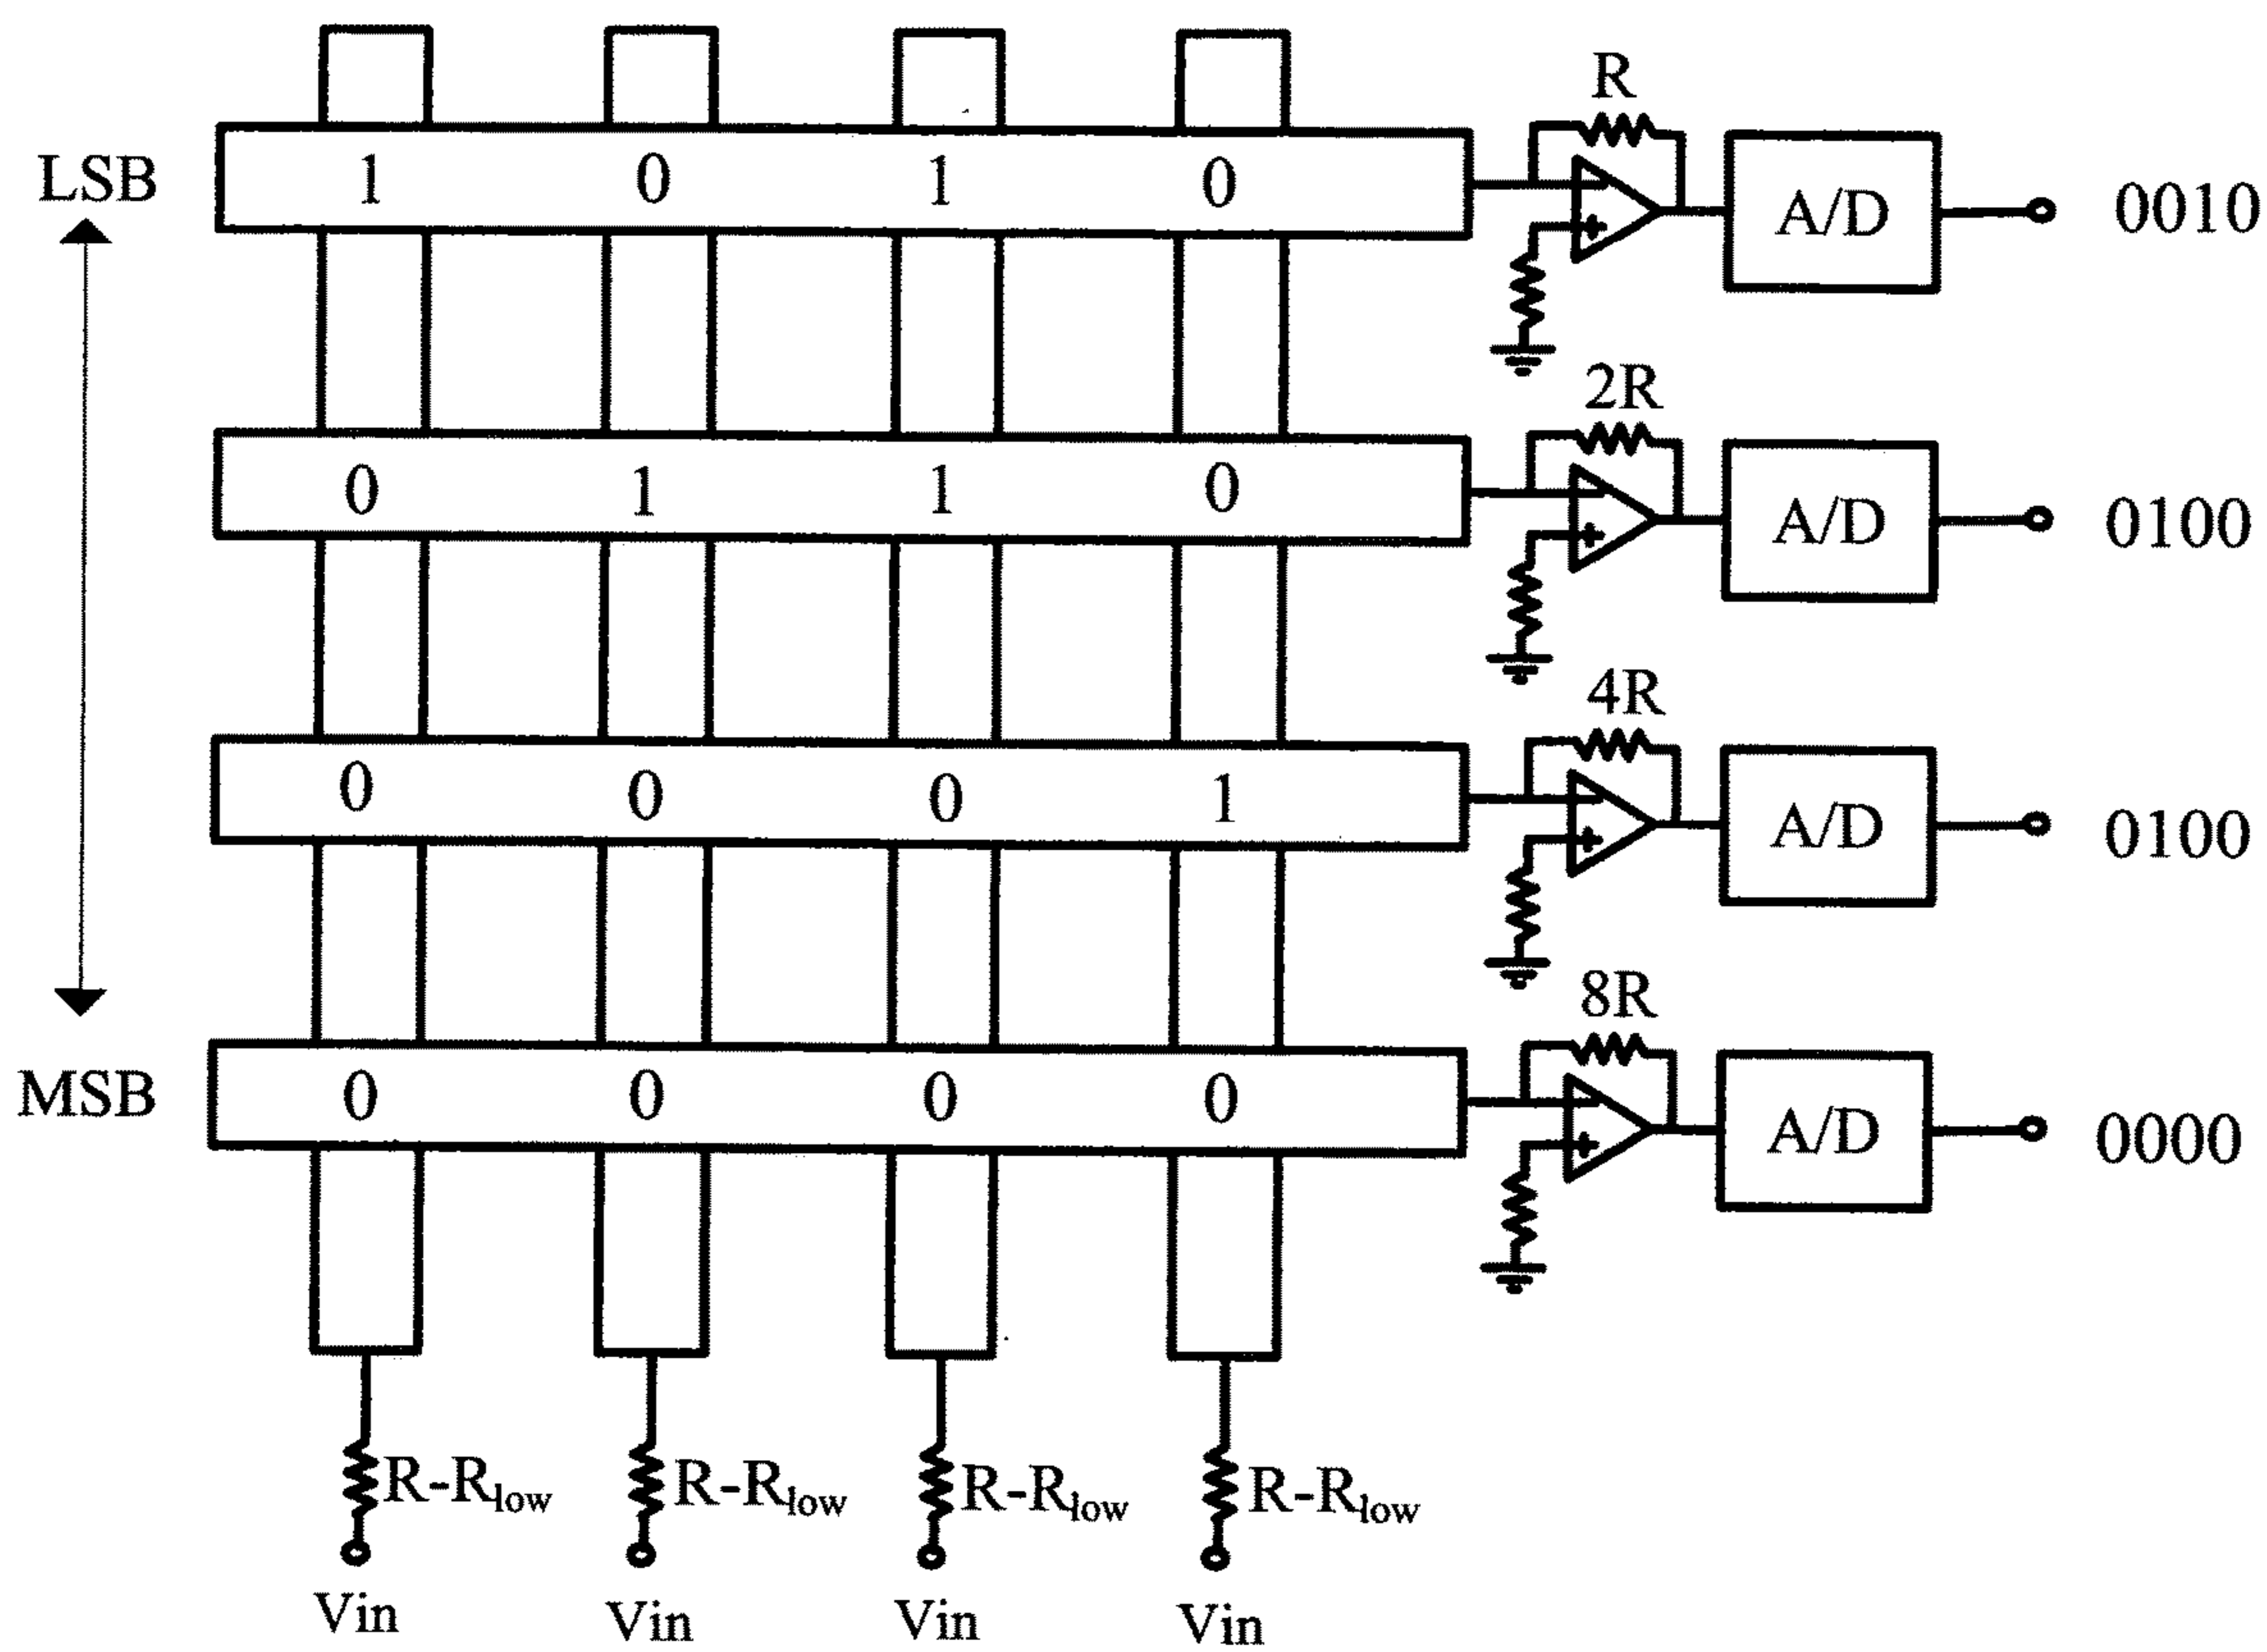 R
LSB 1 0 1 0 A/D 0010
2R
0 1 1 0 A/D 0100
4R
0 0 0 1 A/D 0100
8R
MSB 0 0 0 0 A/D 0000
R-Rlow R-Rlow R-Rlow R-Rlow
Vin Vin Vin Vin